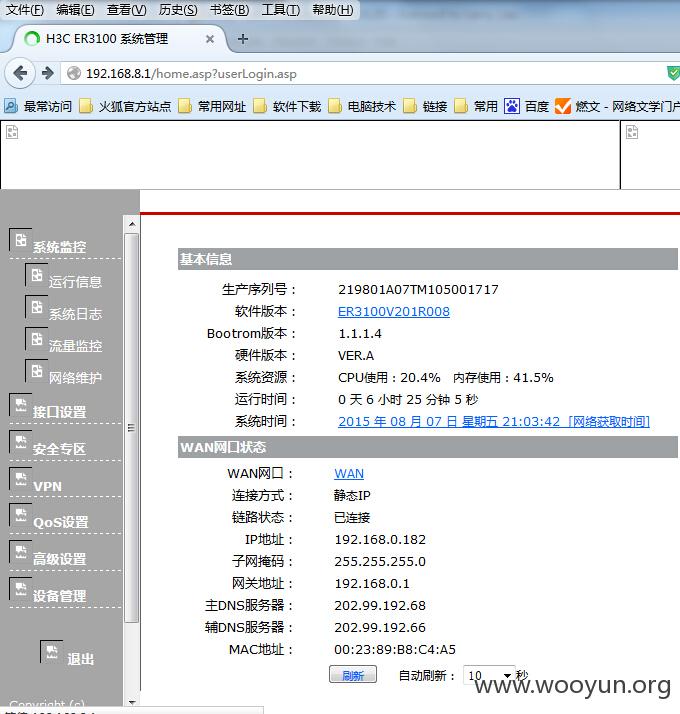 文件(F) 编辑(E) 查看(V) 历史(S) 书签(B) 工具(T) 帮助(H)
H3C ER3100 系统管理
192.168.8.1/home.asp?userLogin.asp
最常访问 火狐官方站点 常用网址 软件下载 电脑技术 链接 常用 百度 燃文 - 网络文学门户
系统监控
运行信息
系统日志
流量监控
网络维护
接口设置
安全专区
VPN
QoS设置
高级设置
设备管理
退出
Copyright (c)
基本信息
生产序列号： 219801A07TM105001717
软件版本： ER3100V201R008
Bootrom版本： 1.1.1.4
硬件版本： VER.A
系统资源： CPU使用：20.4% 内存使用：41.5%
运行时间： 0 天 6 小时 25 分钟 5 秒
系统时间： 2015 年 08 月 07 日 星期五 21:03:42 [网络获取时间]
WAN网口状态
WAN网口： WAN
连接方式： 静态IP
链路状态： 已连接
IP地址： 192.168.0.182
子网掩码： 255.255.255.0
网关地址： 192.168.0.1
主DNS服务器： 202.99.192.68
辅DNS服务器： 202.99.192.66
MAC地址： 00:23:89:B8:C4:A5
刷新 自动刷新： 10 秒
www.wooyun.org